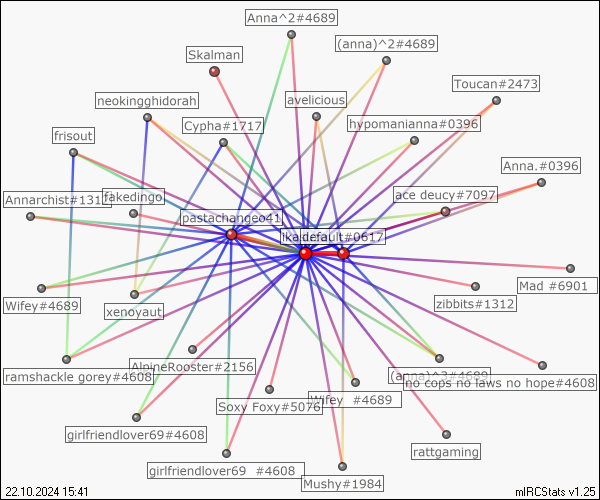 Anna^2#4689
(anna)^2#4689
Skalman
Toucan#2473
neokingghidorah
avelicious
Cypha#1717
hypomanianna#0396
frisout
Anna.#0396
Annarchist#131
fakedingo
ace deucy#7097
pastachangeo41
default#0617
Mad #6901
Wifey#4689
zibbits#1312
xenoyaut
AlpineRooster#2156
ramshackle gorey#4608
(anna)^3#4689
no cops no laws no hope#4608
Soxy Foxy#5076
Wifey #4689
girlfriendlover69#4608
rattgaming
girlfriendlover69 #4608
Mushy#1984
22.10.2024 15:41
mIRCStats v1.25